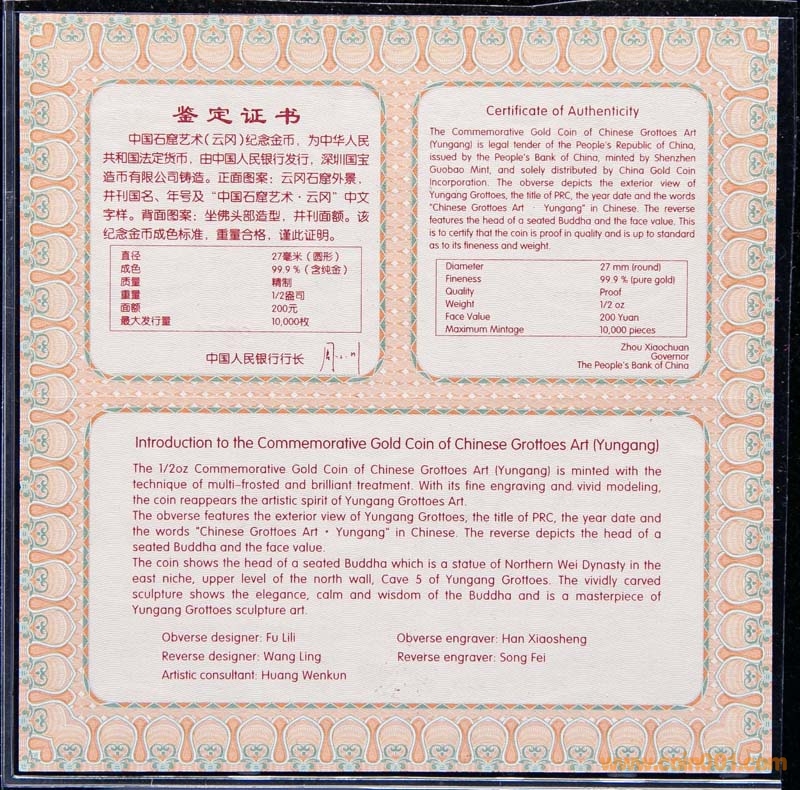 鉴定证书
中国石窟艺术(云冈)纪念金币，为中华人民
共和国法定货币，由中国人民银行发行，深圳国宝
造币有限公司铸造。正面图案：云冈石窟外景，
并刊国名、年号及“中国石窟艺术·云冈”中文
字样。背面图案：坐佛头部造型，并刊面额。该
纪念金币成色标准，重量合格，谨此证明。
直径 27毫米（圆形）
成色 99.9％（含纯金）
质量 精制
重量 1/2盎司
面额 200元
最大发行量 10,000枚
中国人民银行行长
Certificate of Authenticity
The Commemorative Gold Coin of Chinese Grottoes Art
(Yungang) is legal tender of the People's Republic of China,
issued by the People's Bank of China, minted by Shenzhen
Guobao Mint, and solely distributed by China Gold Coin
Incorporation. The obverse depicts the exterior view of
Yungang Grottoes, the title of PRC, the year date and the words
"Chinese Grottoes Art · Yungang" in Chinese. The reverse
features the head of a seated Buddha and the face value. This
is to certify that the coin is proof in quality and is up to standard
as to its fineness and weight.
Diameter 27 mm (round)
Fineness 99.9 % (pure gold)
Quality Proof
Weight 1/2 oz
Face Value 200 Yuan
Maximum Mintage 10,000 pieces
Zhou Xiaochuan
Governor
The People's Bank of China
Introduction to the Commemorative Gold Coin of Chinese Grottoes Art (Yungang)
The 1/2oz Commemorative Gold Coin of Chinese Grottoes Art (Yungang) is minted with the
technique of multi-frosted and brilliant treatment. With its fine engraving and vivid modeling,
the coin reappears the artistic spirit of Yungang Grottoes Art.
The obverse features the exterior view of Yungang Grottoes, the title of PRC, the year date and
the words "Chinese Grottoes Art · Yungang" in Chinese. The reverse depicts the head of a
seated Buddha and the face value.
The coin shows the head of a seated Buddha which is a statue of Northern Wei Dynasty in the
east niche, upper level of the north wall, Cave 5 of Yungang Grottoes. The vividly carved
sculpture shows the elegance, calm and wisdom of the Buddha and is a masterpiece of
Yungang Grottoes sculpture art.
Obverse designer: Fu Lili Obverse engraver: Han Xiaosheng
Reverse designer: Wang Ling Reverse engraver: Song Fei
Artistic consultant: Huang Wenkun